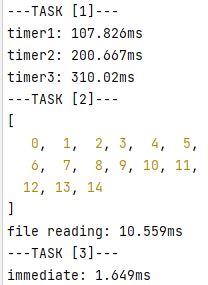 ---TASK [1]---
timer1: 107.826ms
timer2: 200.667ms
timer3: 310.02ms
---TASK [2]---
[
   0,  1,  2, 3,  4,  5,
   6,  7,  8, 9, 10, 11,
  12, 13, 14
]
file reading: 10.559ms
---TASK [3]---
immediate: 1.649ms